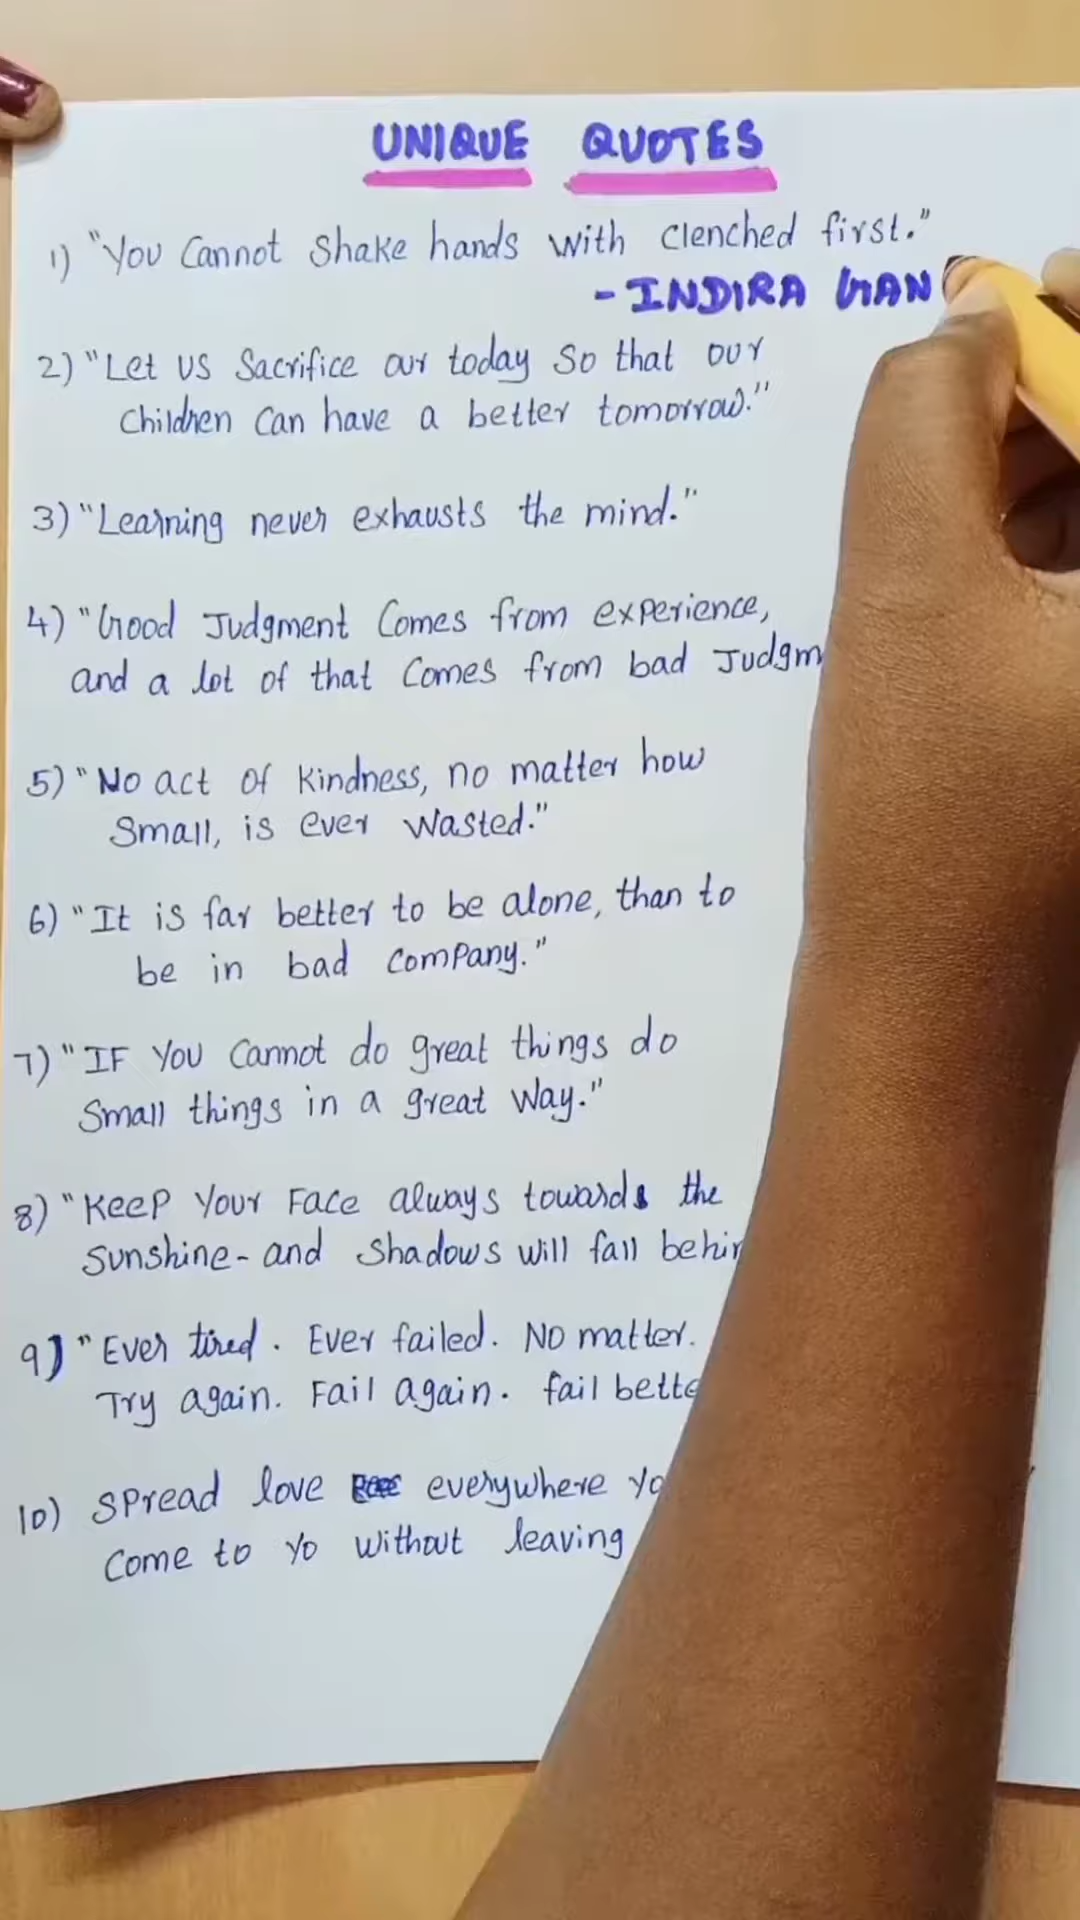 UNIQUE QUOTES
1) "You Cannot Shake hands with clenched first."
- INDIRA GAN
2) "Let us Sacrifice our today So that our
children Can have a better tomorrow."
3) "Learning never exhausts the mind."
4) "Good Judgment Comes from experience,
and a lot of that Comes from bad Judgm
5) "No act of Kindness, no matter how
Small, is ever Wasted."
6) "It is far better to be alone, than to
be in bad company."
7) "IF You Cannot do great things do
Small things in a great Way."
8) "Keep Your Face always towards the
Sunshine- and Shadows will fall behin
9) "Ever tired. Ever failed. No matter.
Try again. Fail again. fail bette
10) Spread love everywhere Yo
Come to Yo without leaving